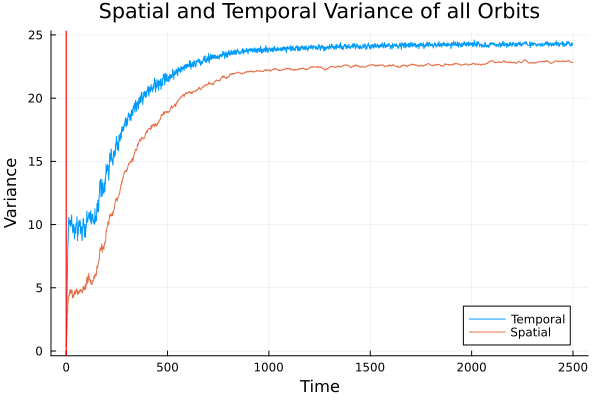 Spatial and Temporal Variance of all Orbits
25
20
15
10
5
0
Variance
Temporal
Spatial
0 500 1000 1500 2000 2500
Time